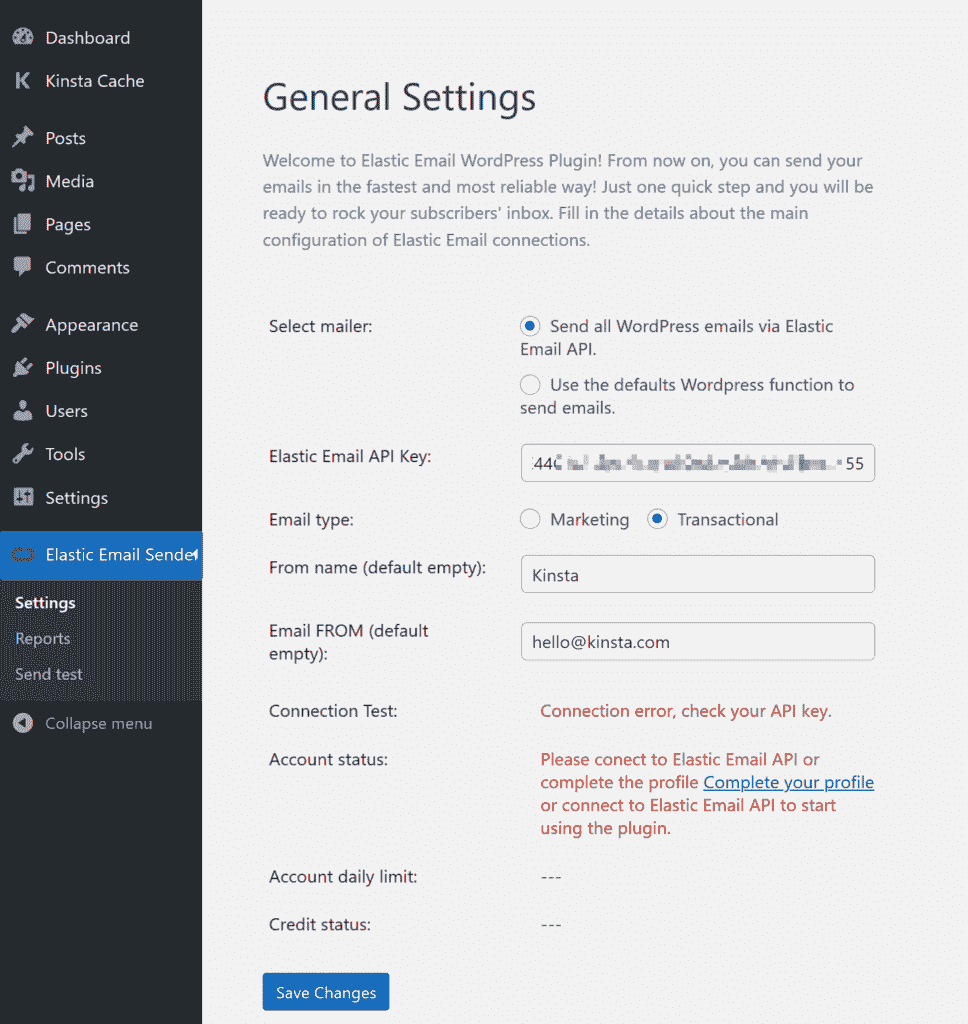 Dashboard
Kinsta Cache
Posts
Media
Pages
Comments
Appearance
Plugins
Users
Tools
Settings
Elastic Email Sende
Settings
Reports
Send test
Collapse menu
General Settings
Welcome to Elastic Email WordPress Plugin! From now on, you can send your
emails in the fastest and most reliable way! Just one quick step and you will be
ready to rock your subscribers' inbox. Fill in the details about the main
configuration of Elastic Email connections.
Select mailer:
Send all WordPress emails via Elastic
Email API.
Use the defaults Wordpress function to
send emails.
Elastic Email API Key:
55
Email type:
Marketing Transactional
From name (default empty):
Kinsta
Email FROM (default
empty):
hello@kinsta.com
Connection Test:
Connection error, check your API key.
Account status:
Please conect to Elastic Email API or
complete the profile Complete your profile
or connect to Elastic Email API to start
using the plugin.
Account daily limit:
---
Credit status:
---
Save Changes